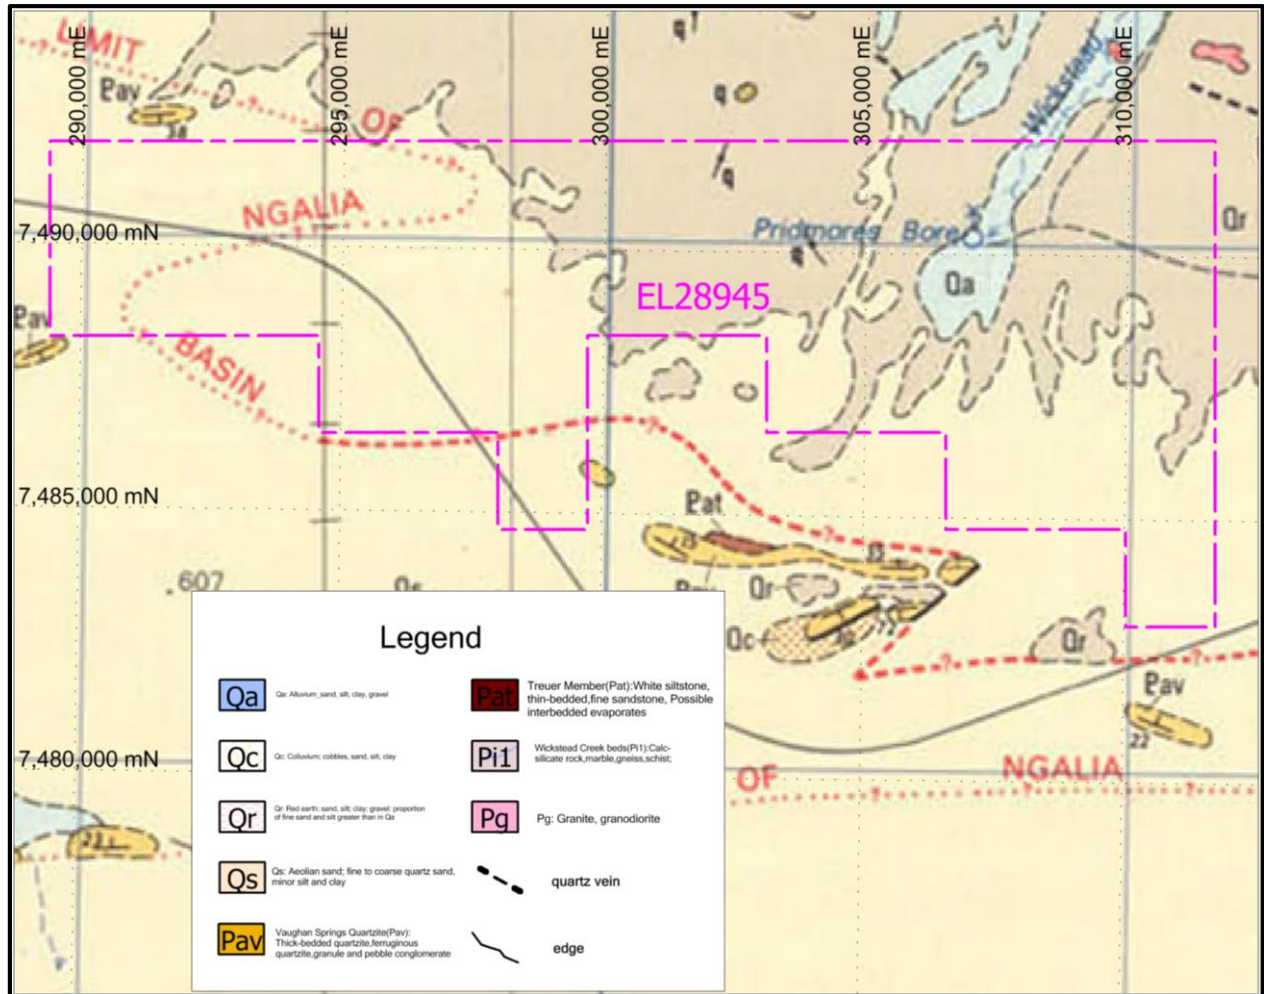 290,000 mE
295,000 mE
300,000 mE
305,000 mE
310,000 mE
LIMIT
OF
Pav
q
q
q
q
Wickstead
NGALIA
7,490,000 mN
Pridmores Bore
Qr
Qa
EL28945
Pav
BASIN
7,485,000 mN
Pat
15
607
Qr
Qc
Qr
Pav
22
7,480,000 mN
OF
NGALIA
22
Legend
Qa
Qa: Alluvium_sand, silt, clay, gravel
Qc
Qc: Colluvium; cobbles, sand, silt, clay
Qr
Qr: Red earth; sand, silt; clay; gravel: proportion
of fine sand and silt greater than in Qa
Qs
Qs: Aeolian sand; fine to coarse quartz sand,
minor silt and clay
Pav
Vaughan Springs Quartzite(Pav):
Thick-bedded quartzite,ferruginous
quartzite,granule and pebble conglomerate
Pat
Treuer Member(Pat):White siltstone,
thin-bedded,fine sandstone, Possible
interbedded evaporates
Pi1
Wickstead Creek beds(Pi1):Calc-
silicate rock,marble,gneiss,schist;
Pg
Pg: Granite, granodiorite
quartz vein
edge